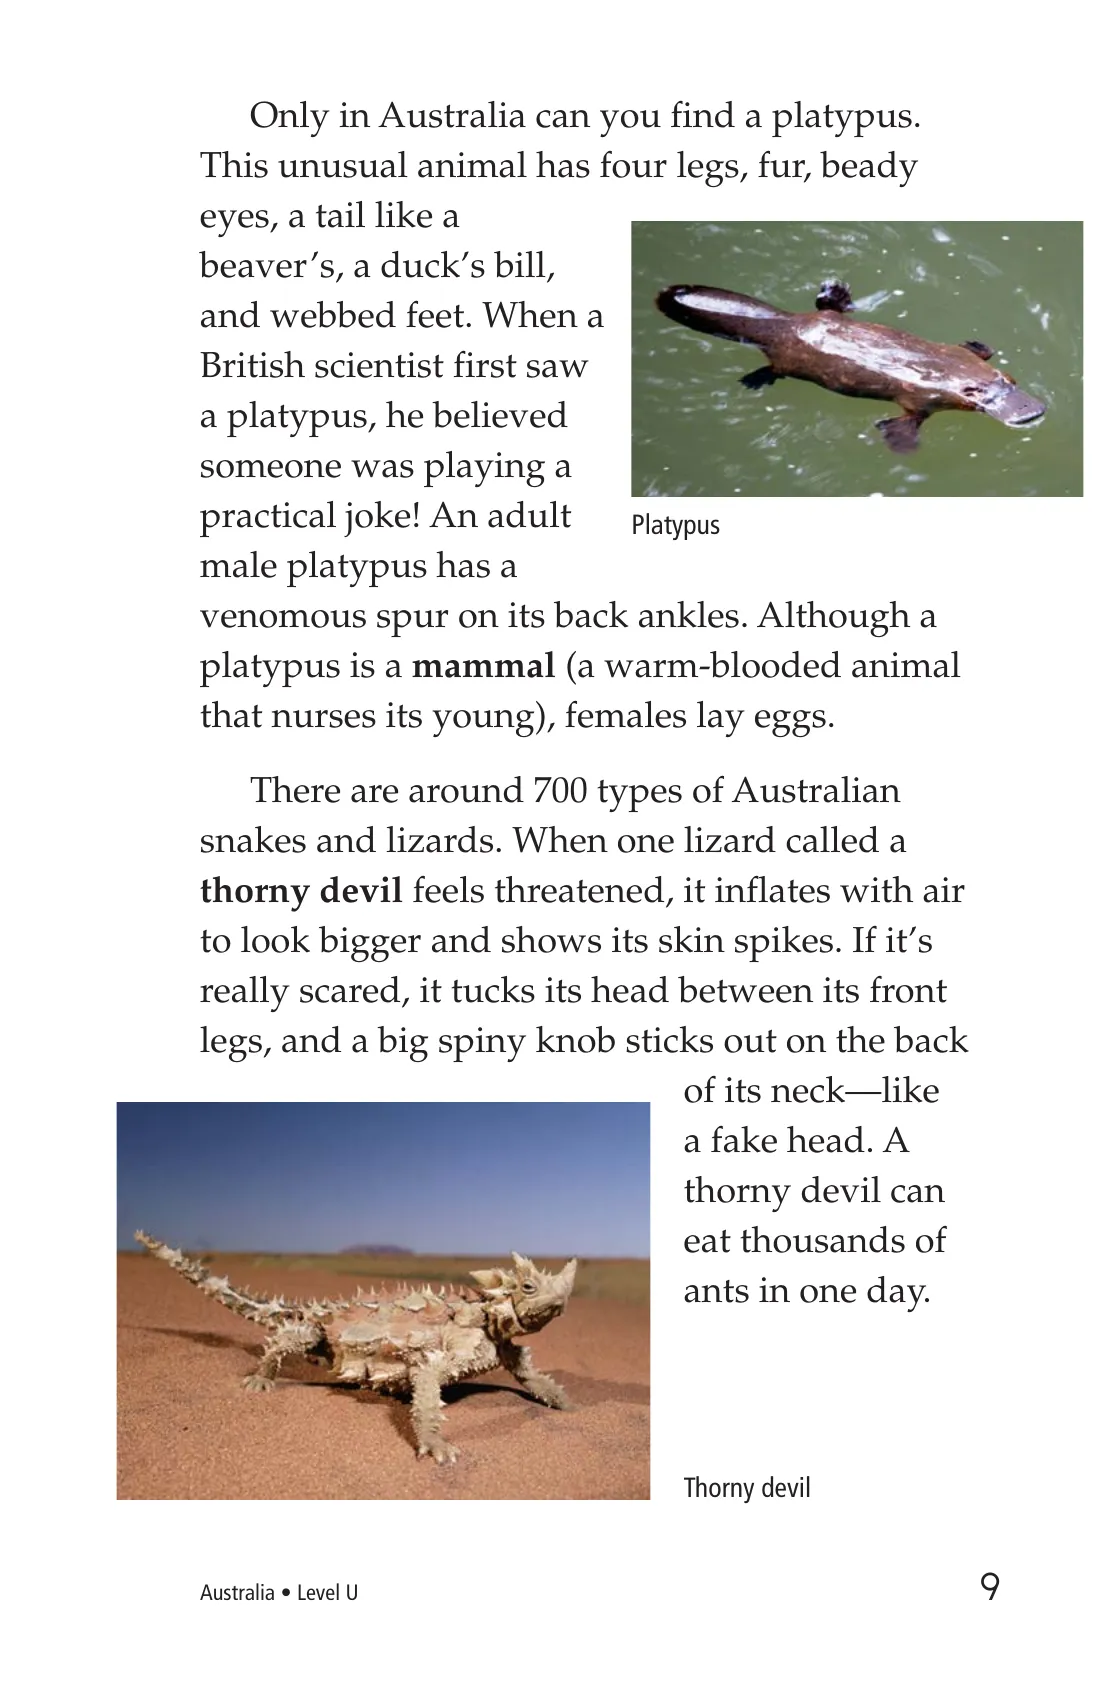 Only in Australia can you find a platypus.
This unusual animal has four legs, fur, beady
eyes, a tail like a
beaver’s, a duck’s bill,
and webbed feet. When a
British scientist first saw
a platypus, he believed
someone was playing a
practical joke! An adult
male platypus has a
venomous spur on its back ankles. Although a
platypus is a mammal (a warm-blooded animal
that nurses its young), females lay eggs.
Platypus
There are around 700 types of Australian
snakes and lizards. When one lizard called a
thorny devil feels threatened, it inflates with air
to look bigger and shows its skin spikes. If it’s
really scared, it tucks its head between its front
legs, and a big spiny knob sticks out on the back
of its neck—like
a fake head. A
thorny devil can
eat thousands of
ants in one day.
Thorny devil
Australia • Level U
9